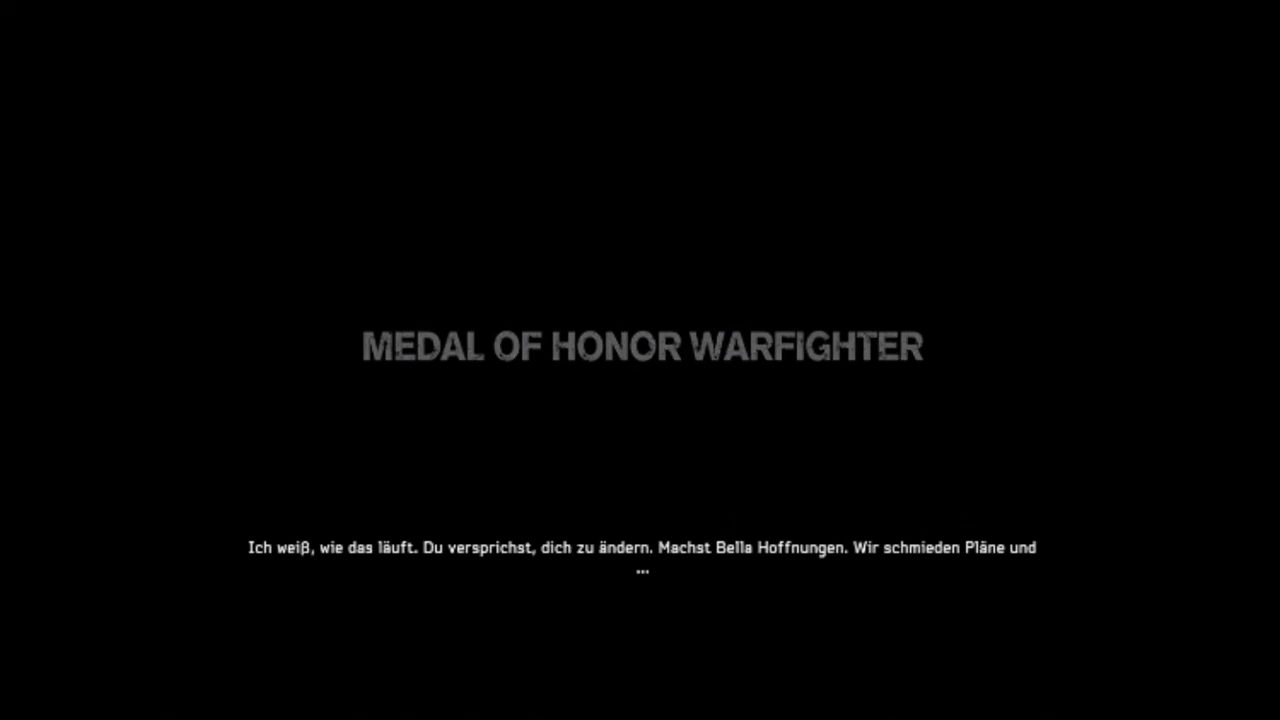 MEDAL OF HONOR WARFIGHTER
Ich weiß, wie das läuft. Du versprichst, dich zu ändern. Machst Bella Hoffnungen. Wir schmieden Pläne und
...